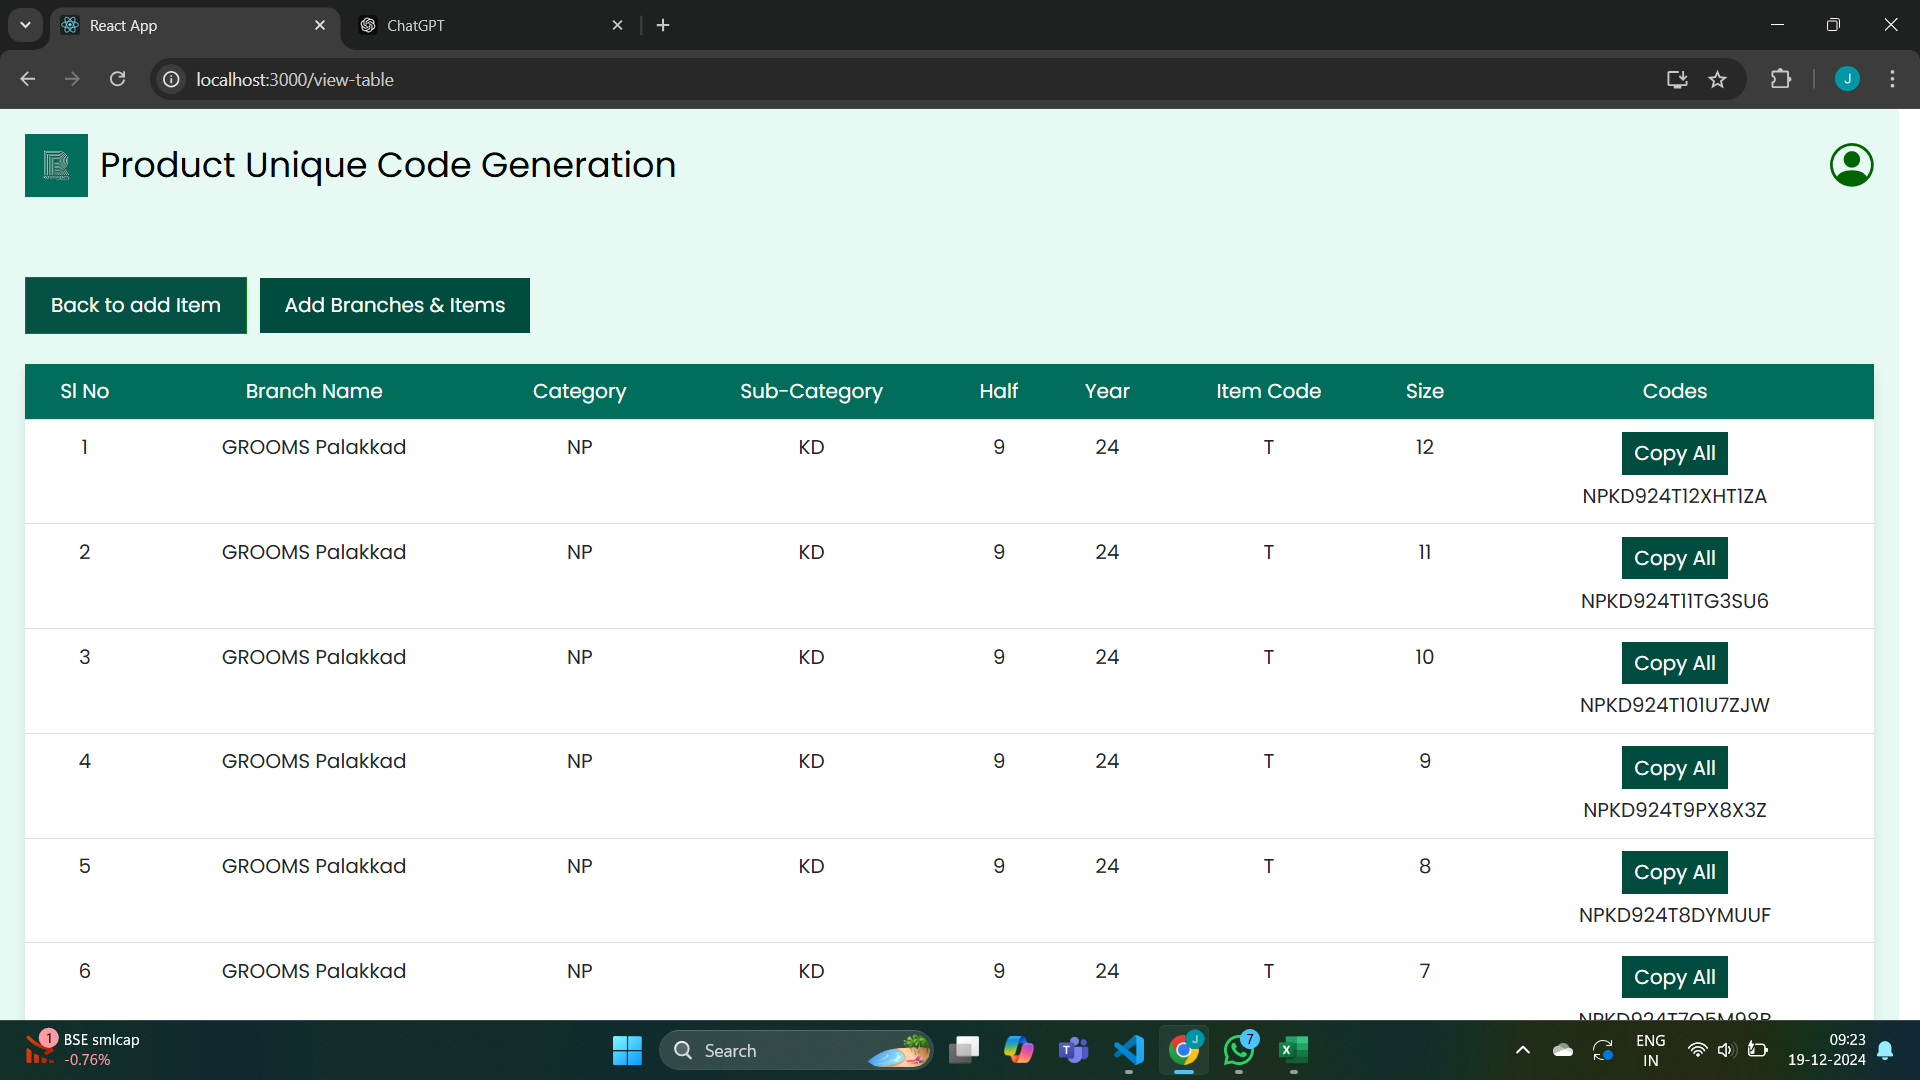 React App
ChatGPT
localhost:3000/view-table
J
R
Product Unique Code Generation
Back to add Item
Add Branches & Items
Sl No Branch Name Category Sub-Category Half Year Item Code Size Codes
1 GROOMS Palakkad NP KD 9 24 T 12 Copy All
NPKD924T12XHT1ZA
2 GROOMS Palakkad NP KD 9 24 T 11 Copy All
NPKD924T11TG3SU6
3 GROOMS Palakkad NP KD 9 24 T 10 Copy All
NPKD924T101U7ZJW
4 GROOMS Palakkad NP KD 9 24 T 9 Copy All
NPKD924T9PX8X3Z
5 GROOMS Palakkad NP KD 9 24 T 8 Copy All
NPKD924T8DYMUUF
6 GROOMS Palakkad NP KD 9 24 T 7 Copy All
1 BSE smlcap
-0.76%
Search
J
7
ENG
IN
09:23
19-12-2024